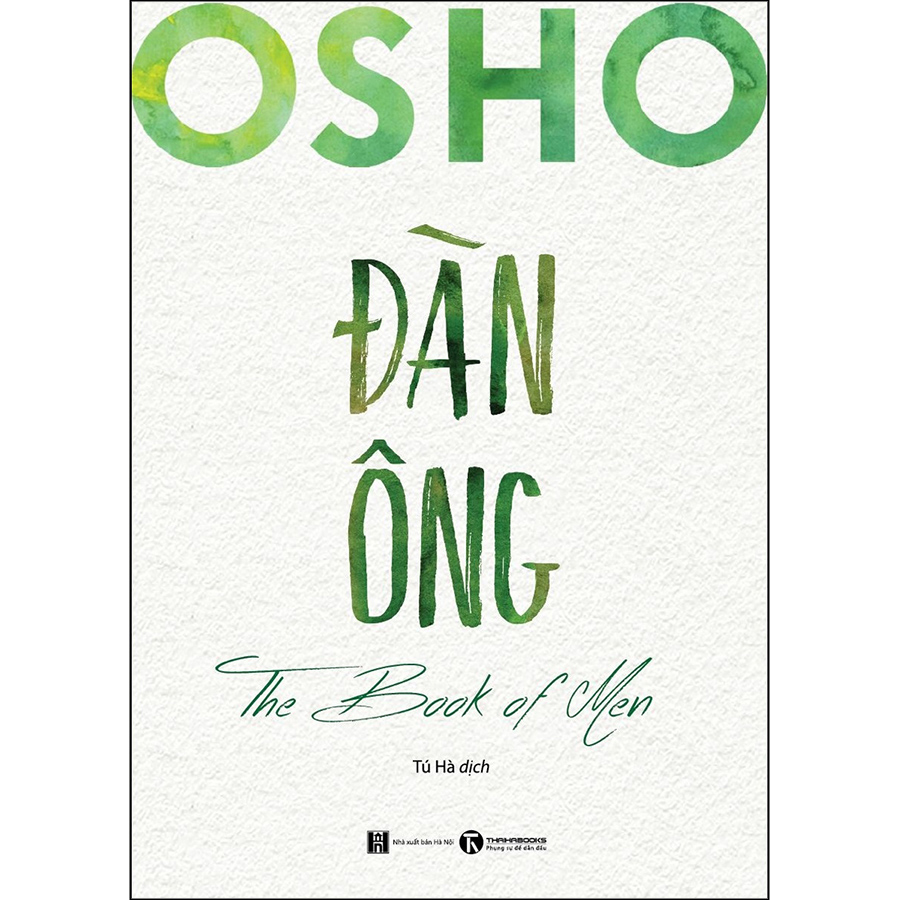 OSHO
ĐÀN
ÔNG
The Book of Men
Tú Hà dịch
Nhà xuất bản Hà Nội
THAIHABOOKS
Phụng sự để dẫn đầu